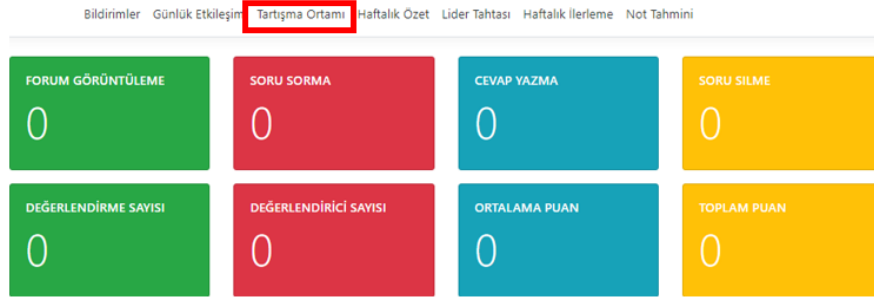 Bildirimler Günlük Etkileşim Tartışma Ortamı Haftalık Özet Lider Tahtası Haftalık İlerleme Not Tahmini
FORUM GÖRÜNTÜLEME SORU SORMA CEVAP YAZMA SORU SILME
0 0 0 0
DEĞERLENDİRME SAYISI DEĞERLENDİRİCİ SAYISI ORTALAMA PUAN TOPLAM PUAN
0 0 0 0